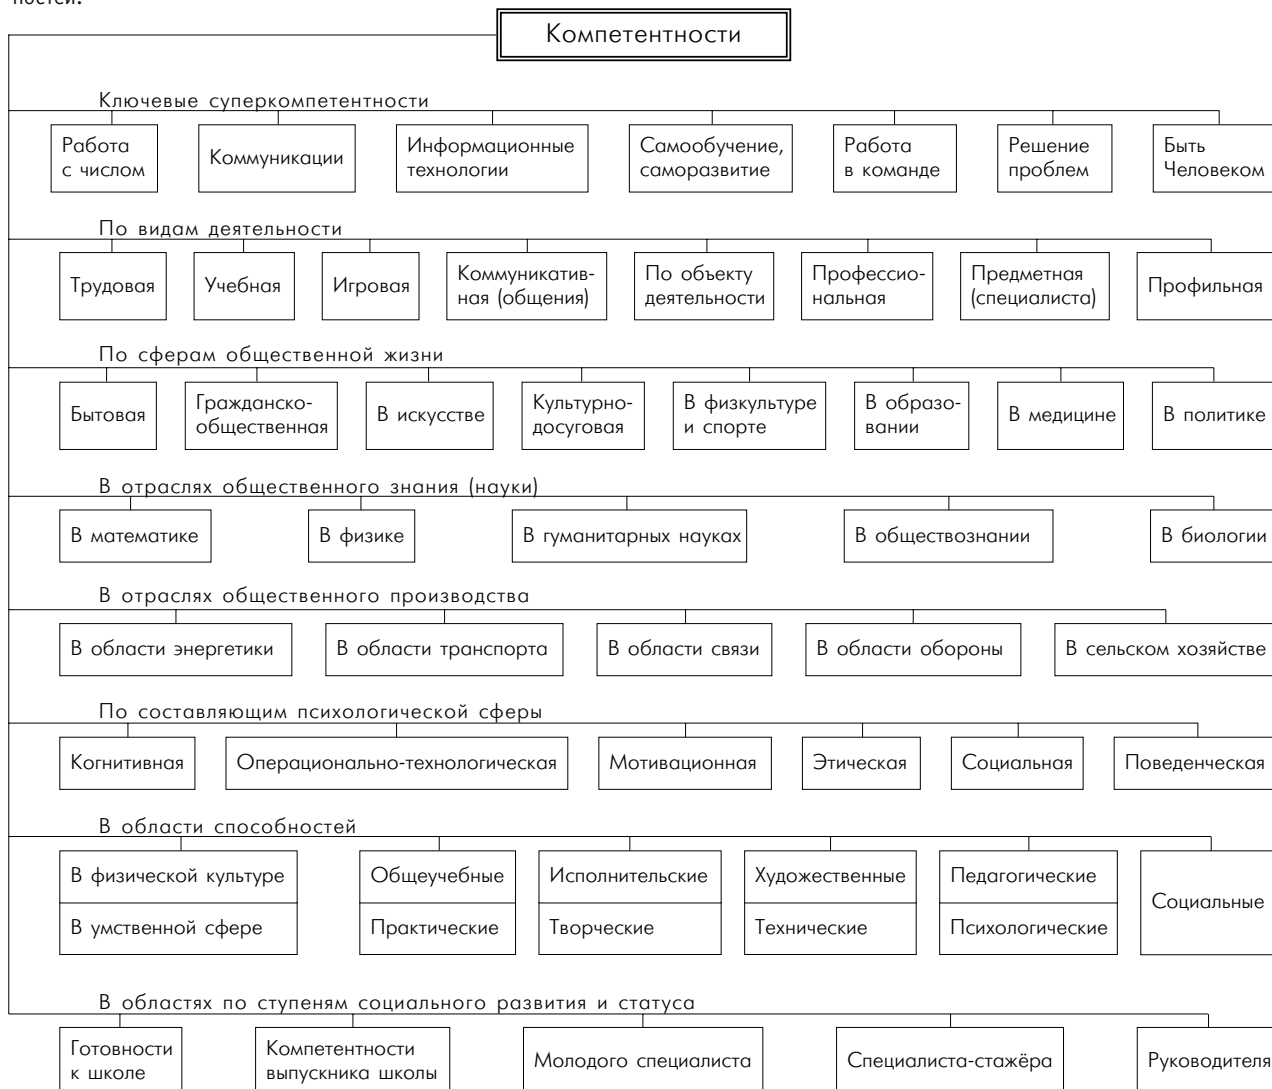 ностей.
Компетентности
Ключевые суперкомпетентности
Работа
с числом
Коммуникации
Информационные
технологии
Самообучение,
саморазвитие
Работа
в команде
Решение
проблем
Быть
Человеком
По видам деятельности
Трудовая
Учебная
Игровая
Коммуникатив-
ная (общения)
По объекту
деятельности
Профессио-
нальная
Предметная
(специалиста)
Профильная
По сферам общественной жизни
Бытовая
Гражданско-
общественная
В искусстве
Культурно-
досуговая
В физкультуре
и спорте
В образо-
вании
В медицине
В политике
В отраслях общественного знания (науки)
В математике
В физике
В гуманитарных науках
В обществознании
В биологии
В отраслях общественного производства
В области энергетики
В области транспорта
В области связи
В области обороны
В сельском хозяйстве
По составляющим психологической сферы
Когнитивная
Операционально-технологическая
Мотивационная
Этическая
Социальная
Поведенческая
В области способностей
В физической культуре
В умственной сфере
Общеучебные
Практические
Исполнительские
Творческие
Художественные
Технические
Педагогические
Психологические
Социальные
В областях по ступеням социального развития и статуса
Готовности
к школе
Компетентности
выпускника школы
Молодого специалиста
Специалиста-стажёра
Руководителя